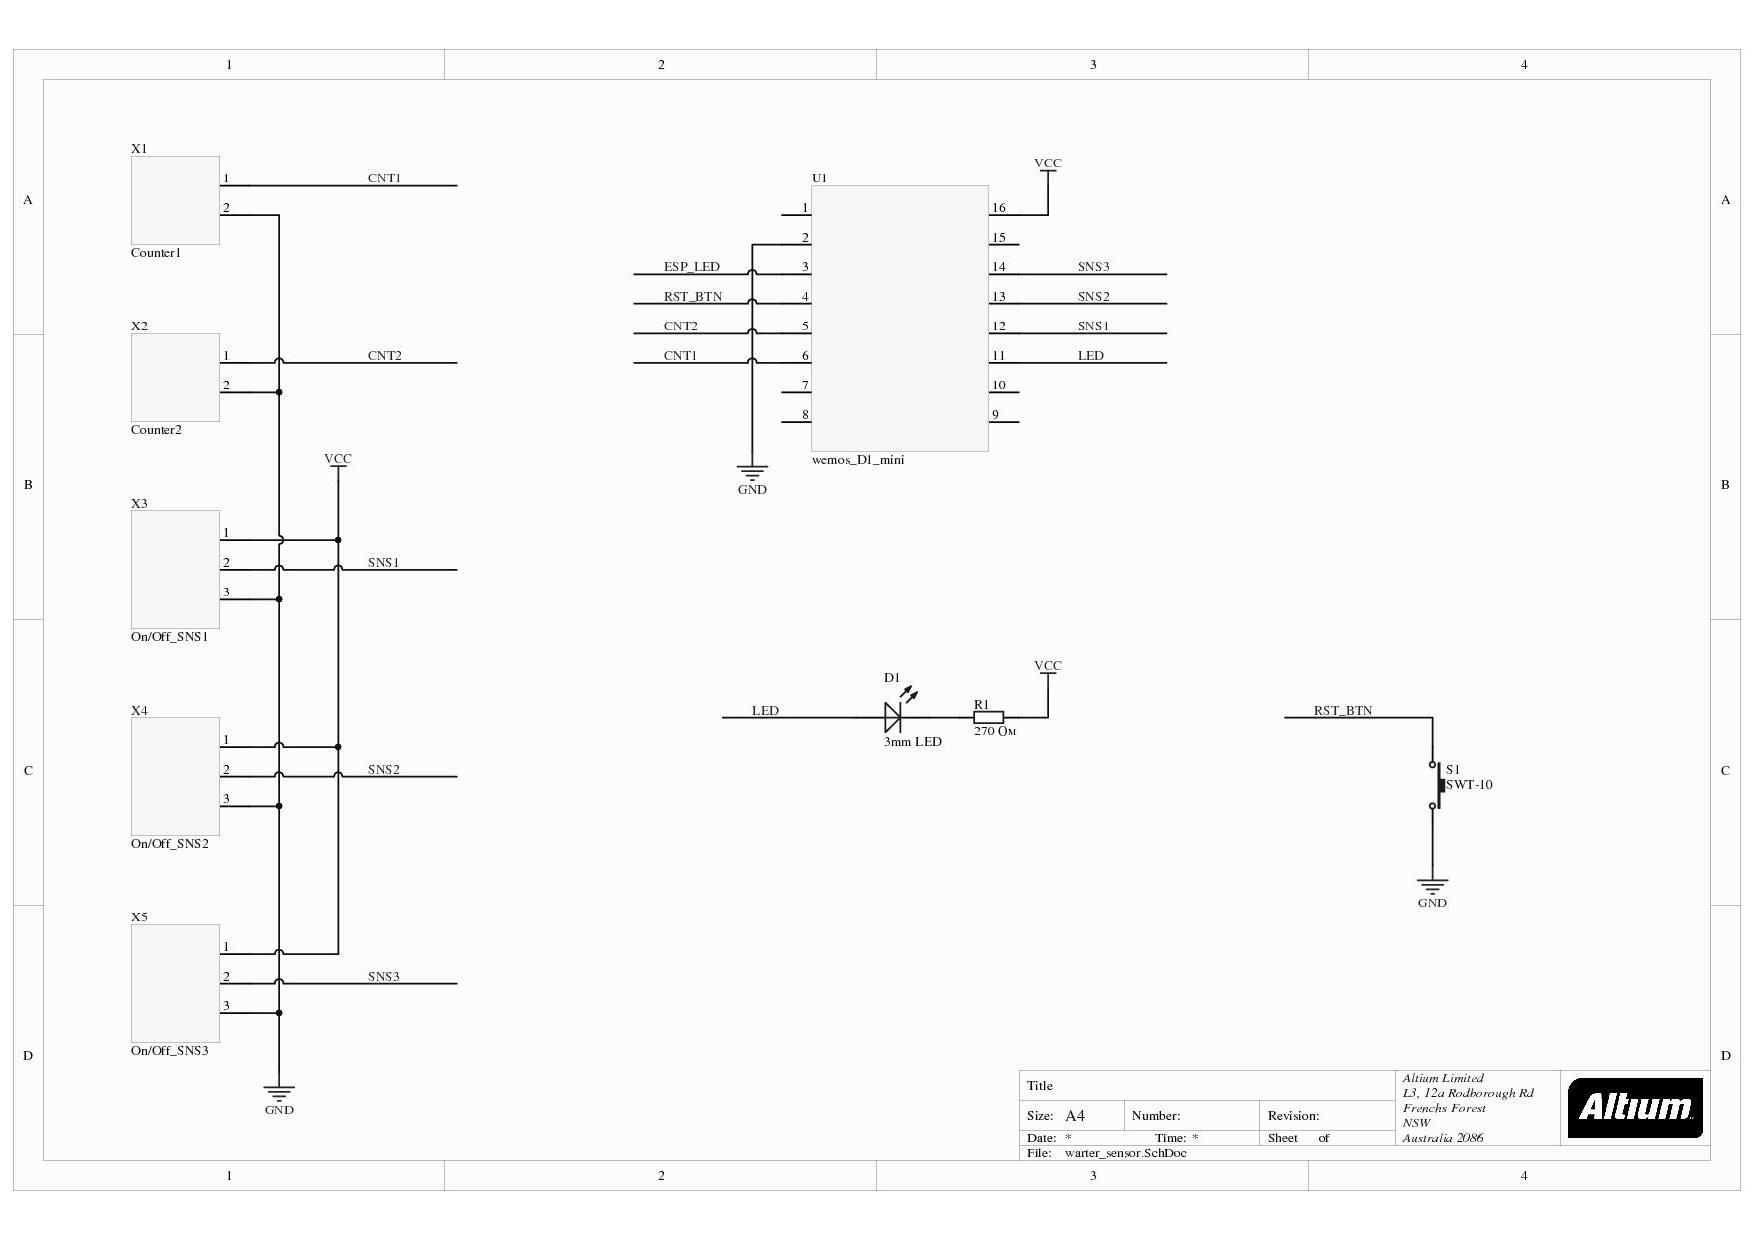 1 2 3 4
A A
B B
C C
D D
1 2 3 4
X1
1 CNT1
2
Counter1
X2
1 CNT2
2
Counter2
VCC
X3
1
2 SNS1
3
On/Off_SNS1
X4
1
2 SNS2
3
On/Off_SNS2
X5
1
2 SNS3
3
On/Off_SNS3
GND
VCC
U1
1 16
2 15
ESP_LED 3 14 SNS3
RST_BTN 4 13 SNS2
CNT2 5 12 SNS1
CNT1 6 11 LED
7 10
8 9
wemos_D1_mini
GND
VCC
D1
LED R1
3mm LED 270 Ом
RST_BTN
S1
SWT-10
GND
Title
Size: A4 Number: Revision:
Date: * Time: * Sheet of
File: warter_sensor.SchDoc
Altium Limited
L3, 12a Rodborough Rd
Frenchs Forest
NSW
Australia 2086
Altıum